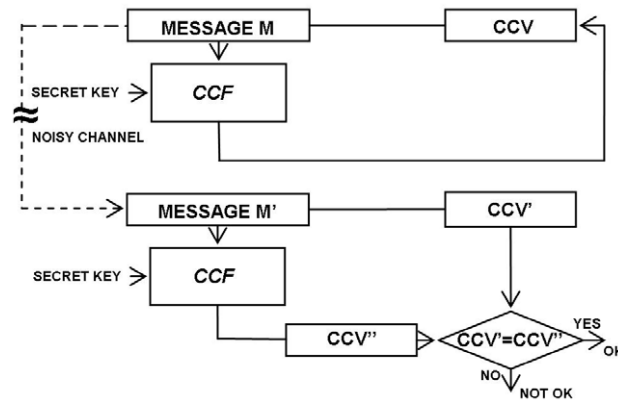 MESSAGE M
CCV
SECRET KEY
CCF
NOISY CHANNEL
MESSAGE M’
CCV’
SECRET KEY
CCF
CCV’’
CCV’=CCV’’
YES
OK
NO
NOT OK